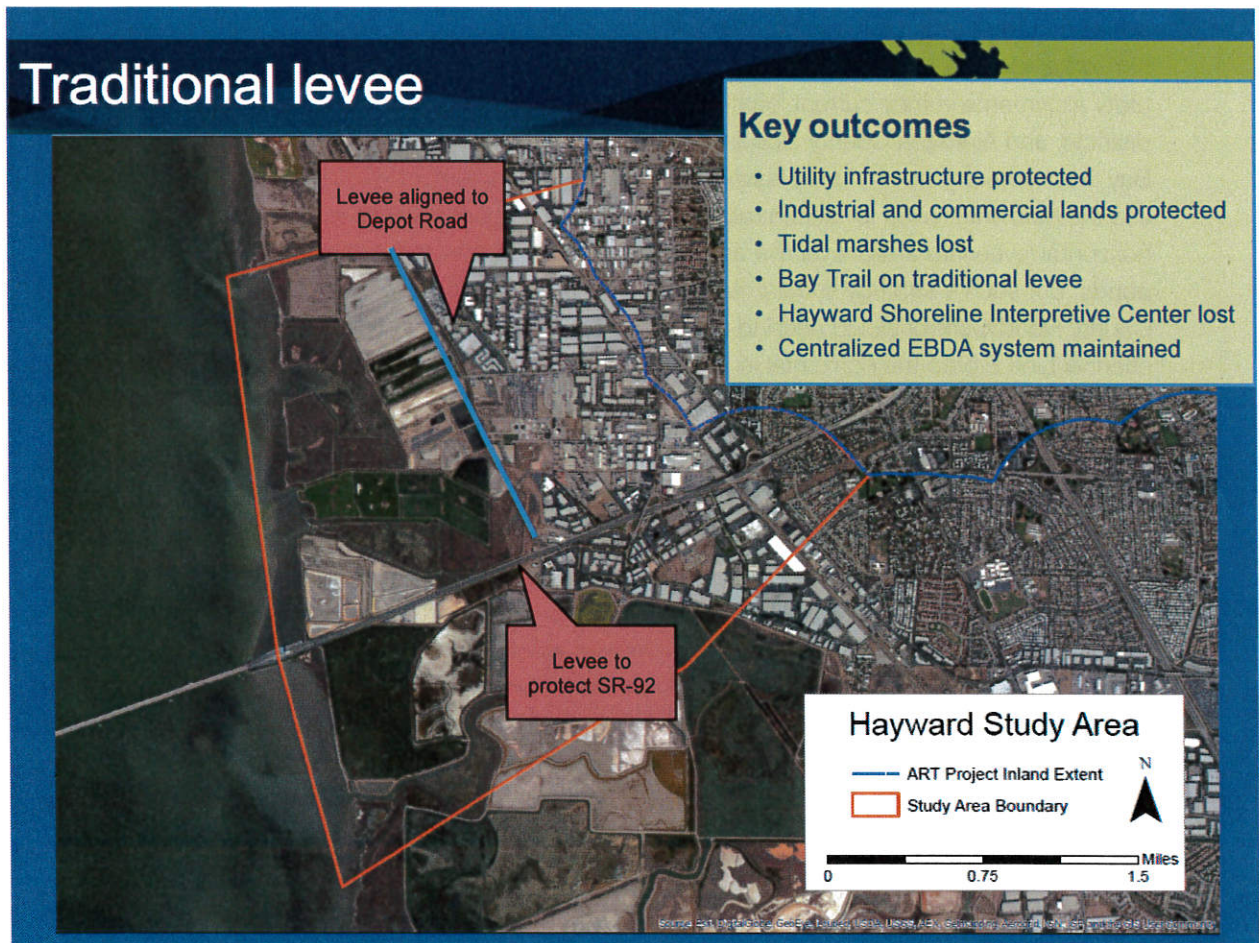 Traditional levee
Key outcomes
• Utility infrastructure protected
• Industrial and commercial lands protected
• Tidal marshes lost
• Bay Trail on traditional levee
• Hayward Shoreline Interpretive Center lost
• Centralized EBDA system maintained
Levee aligned to
Depot Road
Levee to
protect SR-92
Hayward Study Area
ART Project Inland Extent
Study Area Boundary
N
Miles
0 0.75 1.5